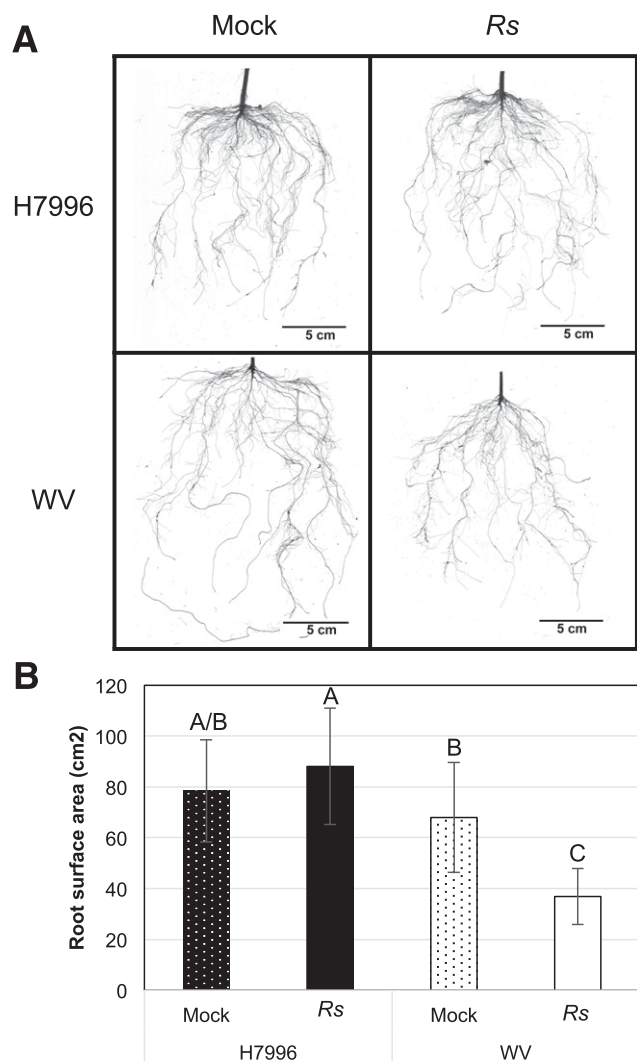 A
Mock Rs
H7996
5 cm 5 cm
WV
5 cm 5 cm
B
Root surface area (cm2)
120
100
80
60
40
20
0
A/B A B C
Mock Rs Mock Rs
H7996 WV